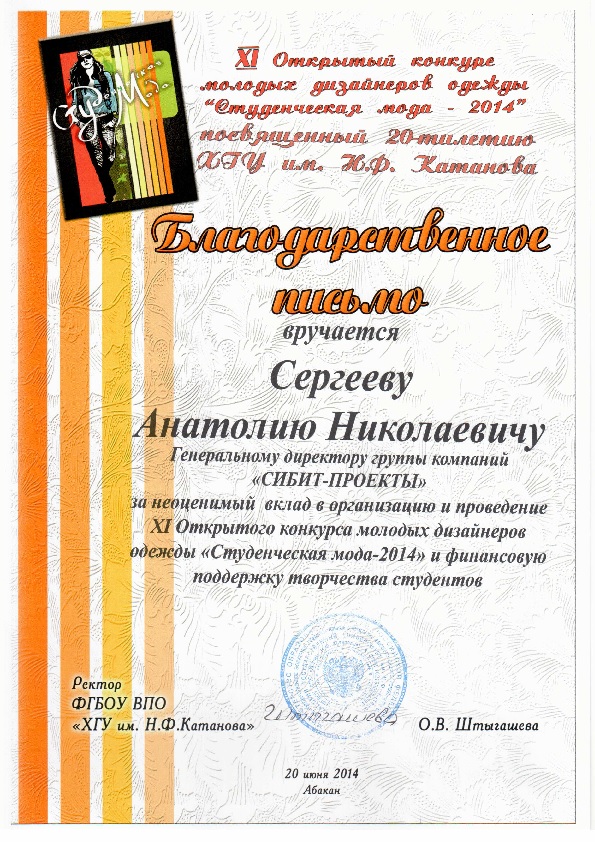 XI Открытый конкурс
молодых дизайнеров одежды
"Студенческая мода - 2014"
посвященный 20-тилетию
ХГУ им. Н.Ф. Катанова
Благодарственное
письмо
вручается
Сергееву
Анатолию Николаевичу
Генеральному директору группы компаний
«СИБИТ-ПРОЕКТЫ»
за неоценимый вклад в организацию и проведение
XI Открытого конкурса молодых дизайнеров
одежды «Студенческая мода-2014» и финансовую
поддержку творчества студентов
Ректор
ФГБОУ ВПО
«ХГУ им. Н.Ф.Катанова»
О.В. Штыгашева
20 июня 2014
Абакан